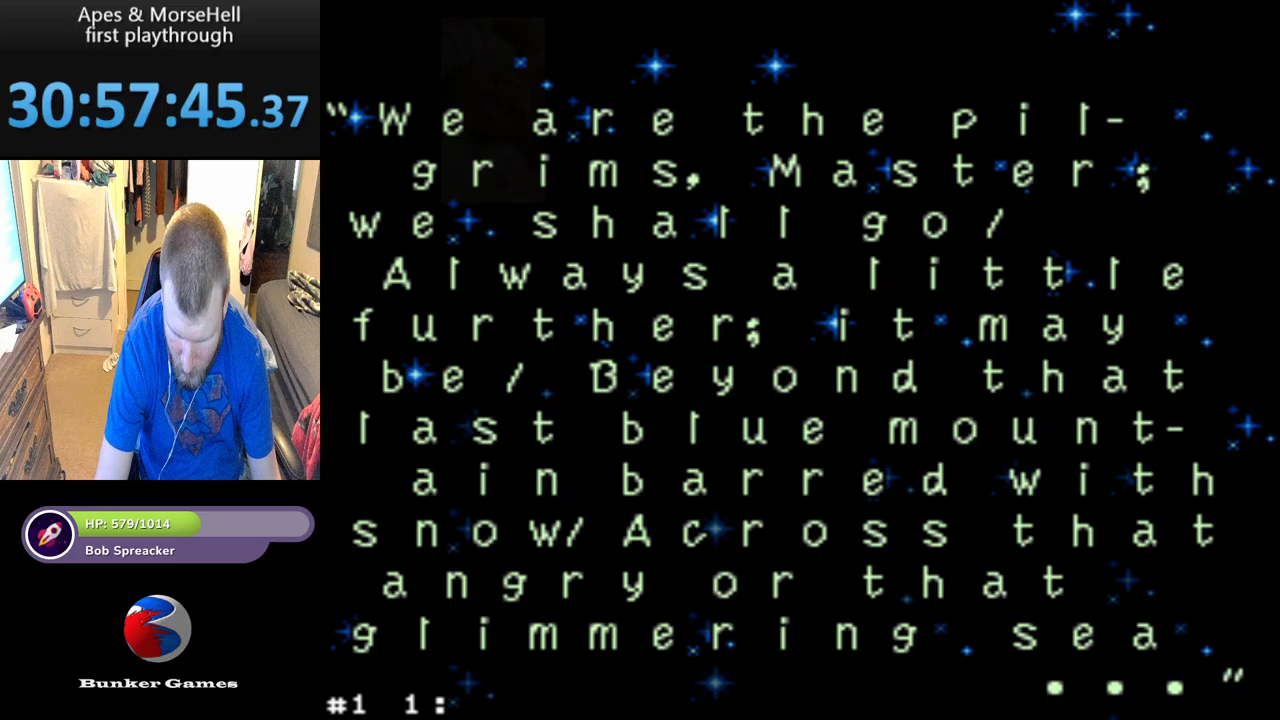 Apes & MorseHell
first playthrough
30:57:45.37
HP: 579/1014
Bob Spreacker
Bunker Games
“We are the pil-
grims, Master;
we shall go/
Always a little
further; it may
be/ Beyond that
last blue mount-
ain barred with
snow/ Across that
angry or that
glimmering sea
...”
#1 1: